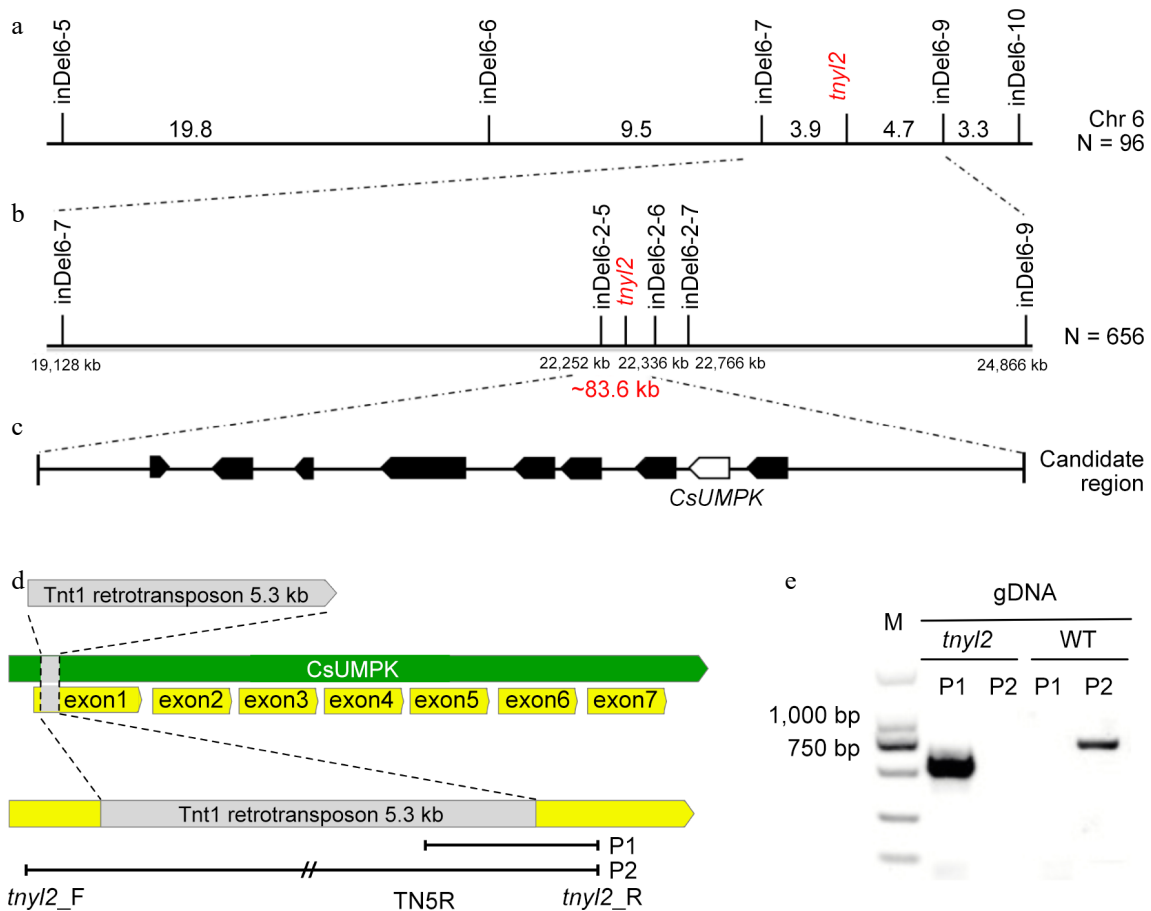 a
inDel6-5
inDel6-6
inDel6-7
tnyl2
inDel6-9
inDel6-10
19.8
9.5
3.9
4.7
3.3
Chr 6
N = 96
b
inDel6-7
inDel6-2-5
tnyl2
inDel6-2-6
inDel6-2-7
inDel6-9
N = 656
19,128 kb
22,252 kb
22,336 kb
22,766 kb
24,866 kb
~83.6 kb
c
Candidate
region
CsUMPK
d
Tnt1 retrotransposon 5.3 kb
CsUMPK
exon1
exon2
exon3
exon4
exon5
exon6
exon7
Tnt1 retrotransposon 5.3 kb
P1
P2
tnyl2_F
TN5R
tnyl2_R
e
gDNA
M
tnyl2
WT
P1
P2
P1
P2
1,000 bp
750 bp